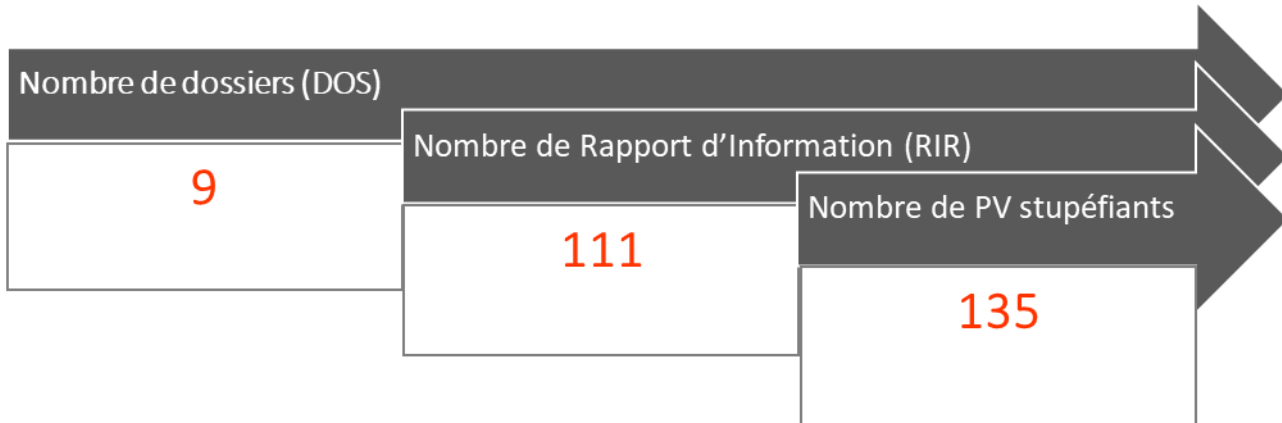 Nombre de dossiers (DOS)
9
Nombre de Rapport d'Information (RIR)
111
Nombre de PV stupéfiants
135